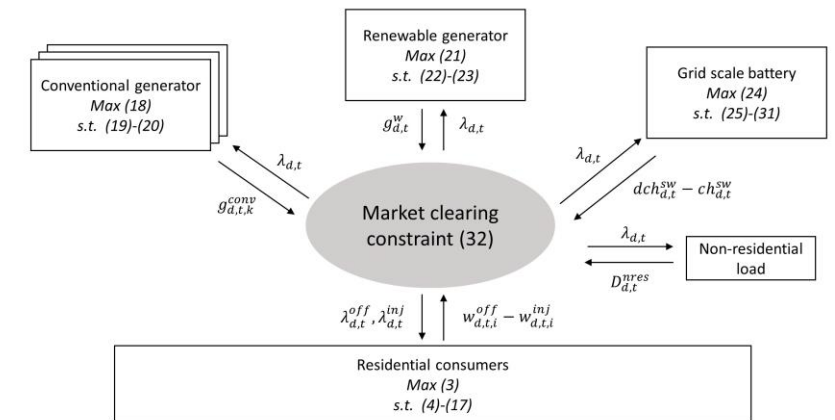 Renewable generator
Max (21)
s.t. (22)-(23)
Conventional generator
Max (18)
s.t. (19)-(20)
Grid scale battery
Max (24)
s.t. (25)-(31)
g^w_{d,t}
λ_{d,t}
λ_{d,t}
g^{conv}_{d,t,k}
λ_{d,t}
dch^{sw}_{d,t} − ch^{sw}_{d,t}
Market clearing
constraint (32)
λ_{d,t}
D^{nres}_{d,t}
Non-residential
load
λ^{off}_{d,t}, λ^{inj}_{d,t}
w^{off}_{d,t,i} − w^{inj}_{d,t,i}
Residential consumers
Max (3)
s.t. (4)-(17)